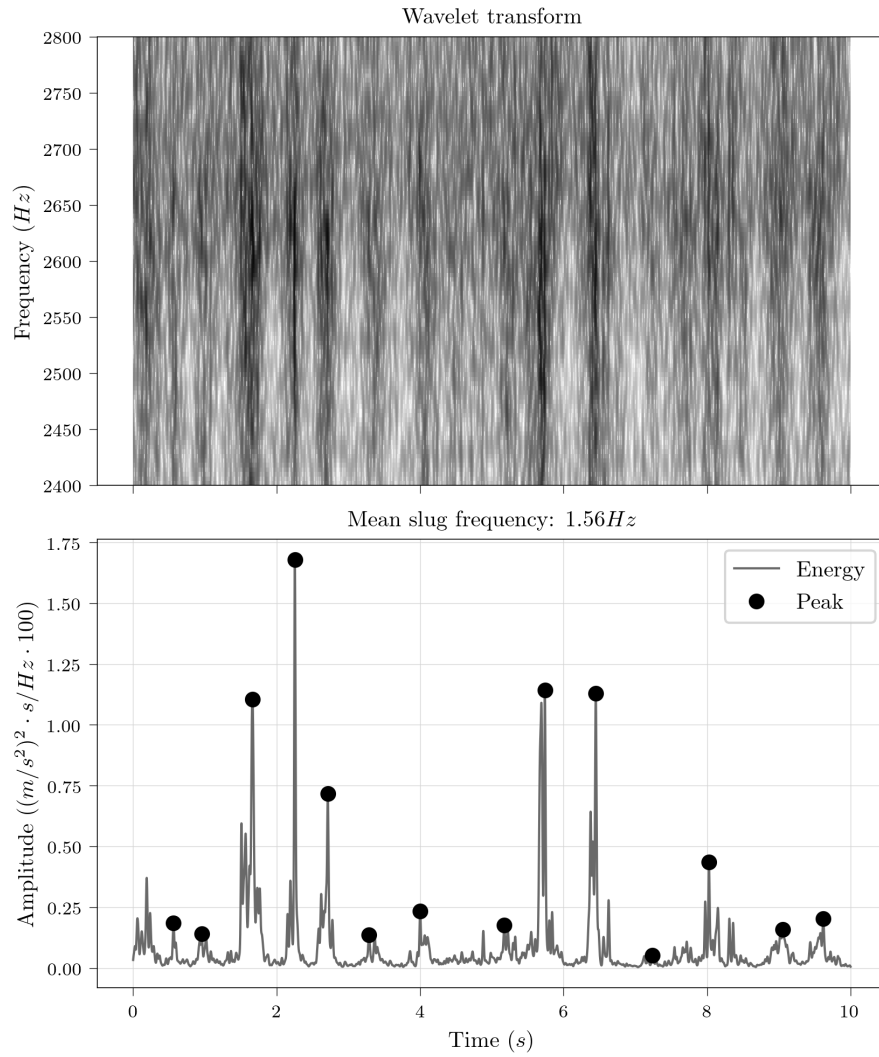 Wavelet transform
2800
2750
2700
2650
2600
2550
2500
2450
2400
Frequency (Hz)
Mean slug frequency: 1.56Hz
1.75
1.50
1.25
1.00
0.75
0.50
0.25
0.00
Amplitude ((m/s²)² · s/Hz · 100)
Energy
Peak
0 2 4 6 8 10
Time (s)